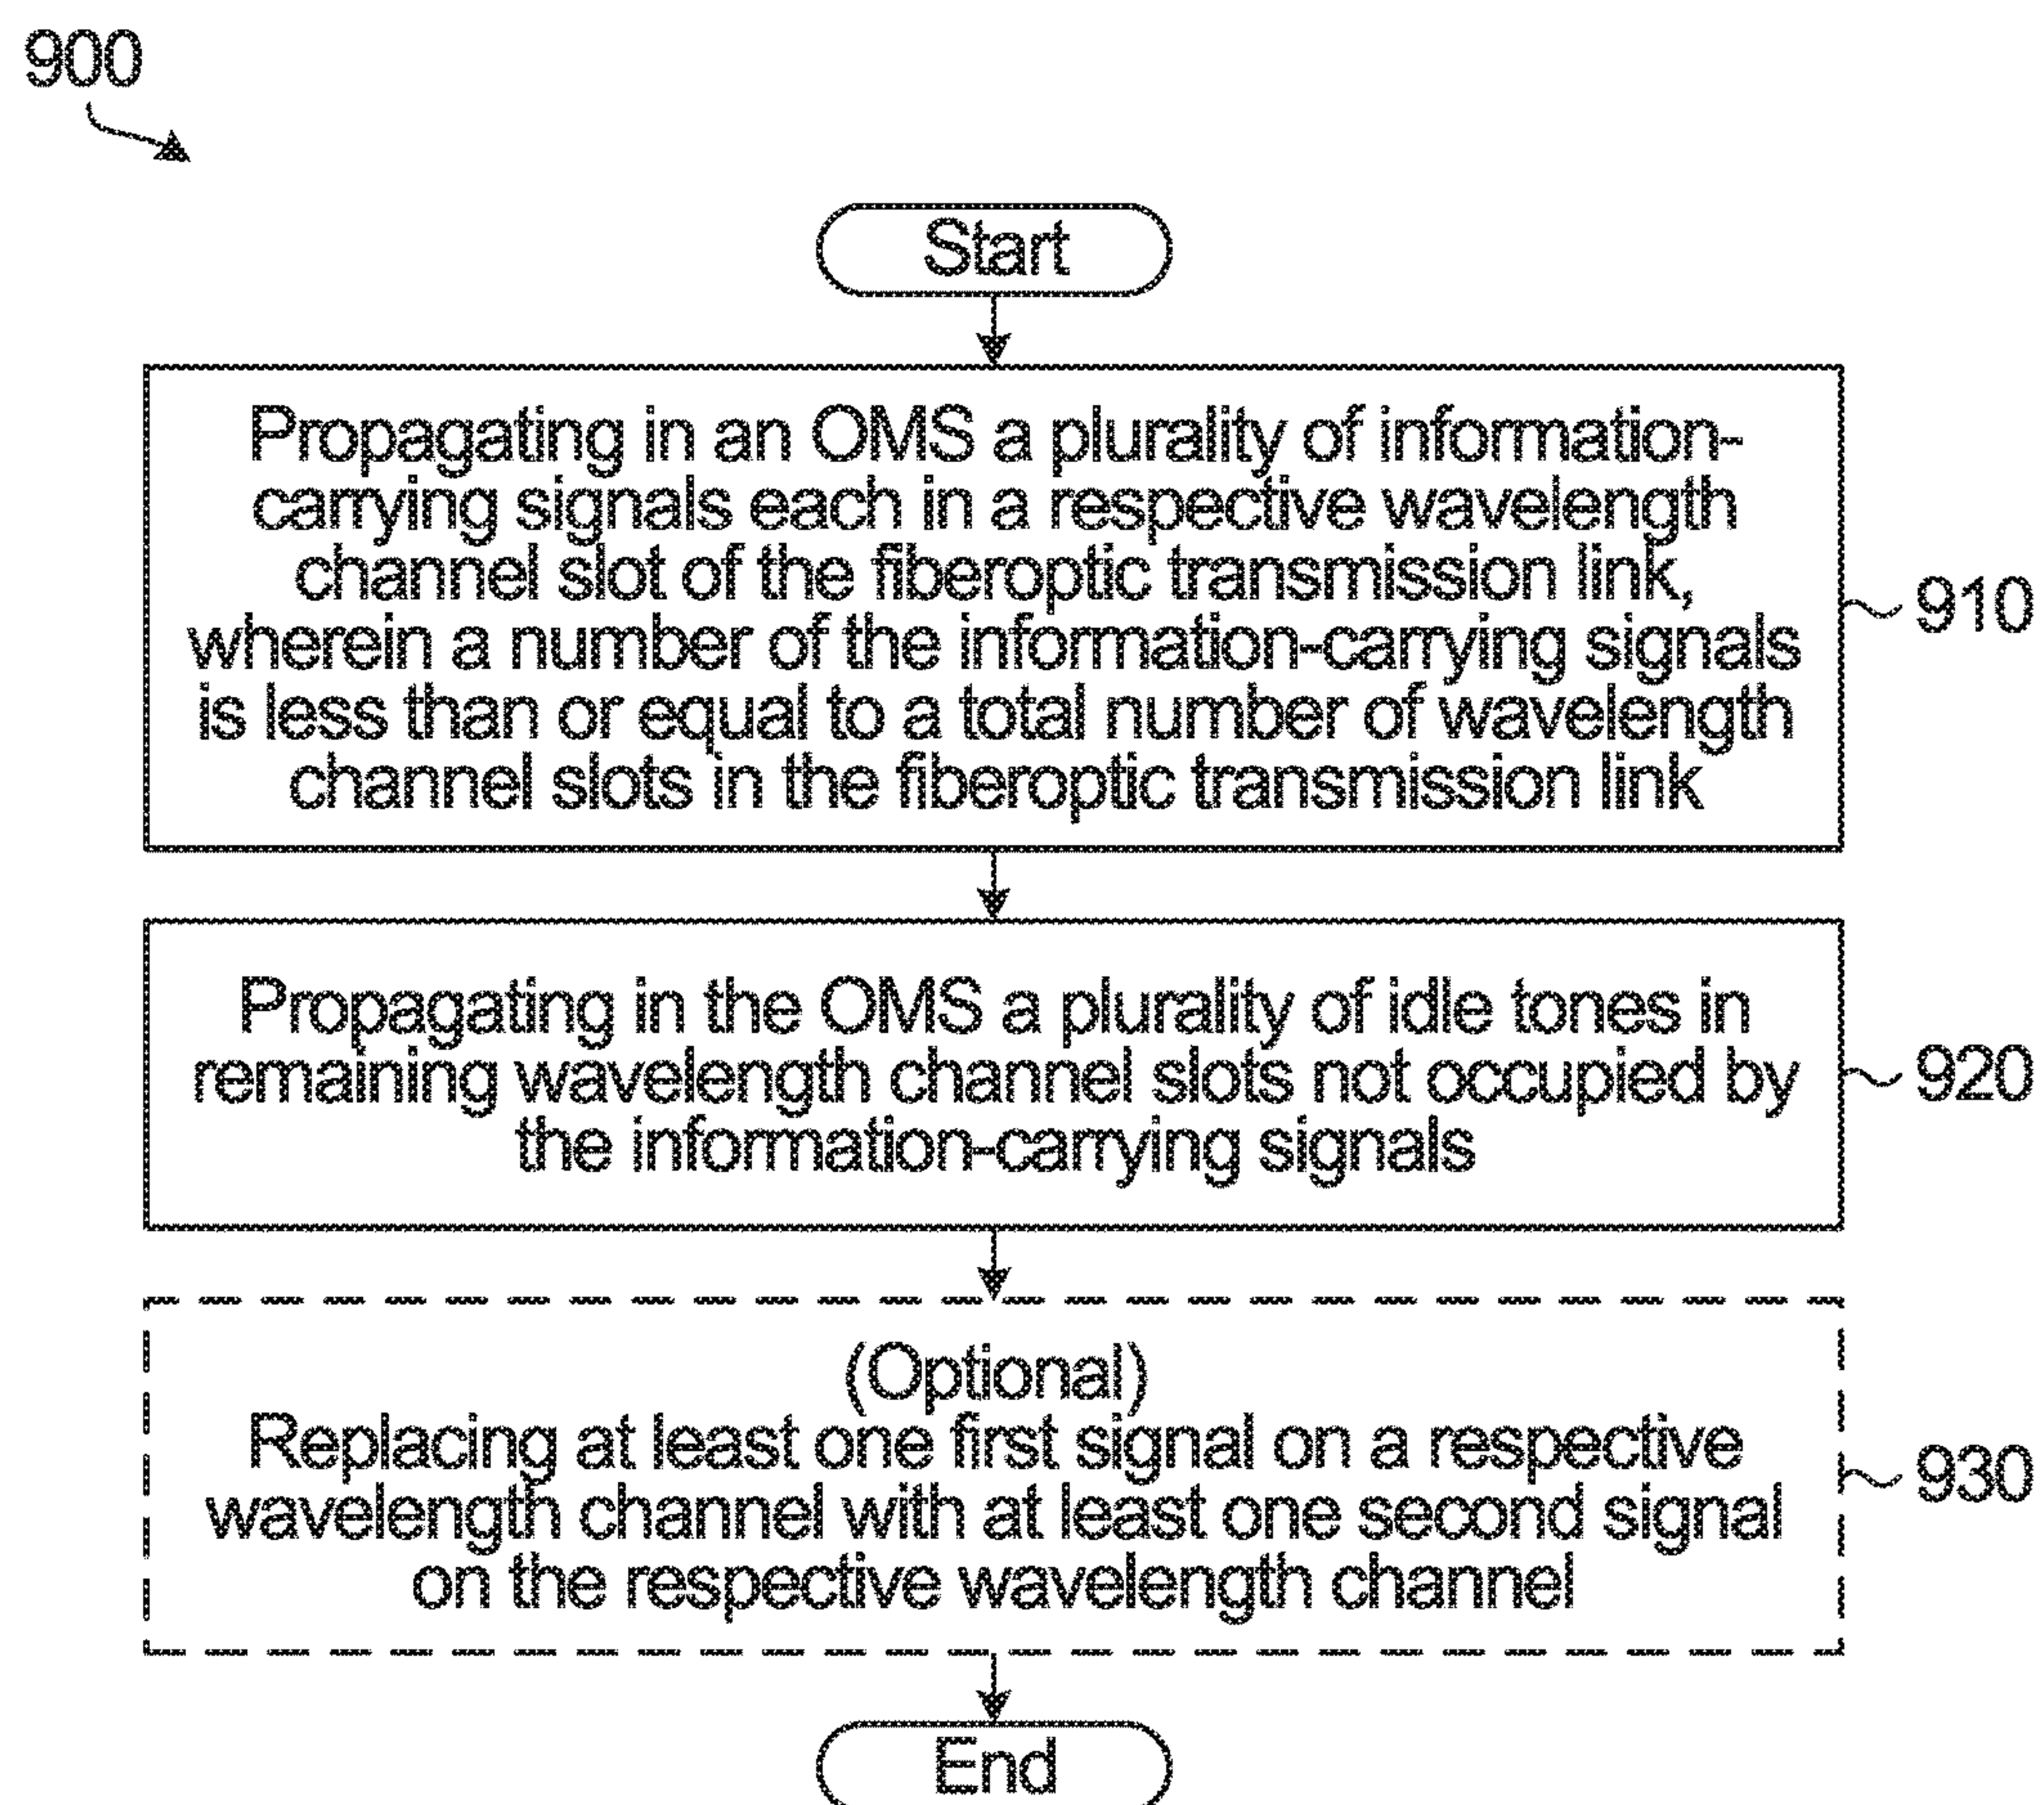 900
Start
Propagating in an OMS a plurality of information-
carrying signals each in a respective wavelength
channel slot of the fiberoptic transmission link,
wherein a number of the information-carrying signals
is less than or equal to a total number of wavelength
channel slots in the fiberoptic transmission link
910
Propagating in the OMS a plurality of idle tones in
remaining wavelength channel slots not occupied by
the information-carrying signals
920
(Optional)
Replacing at least one first signal on a respective
wavelength channel with at least one second signal
on the respective wavelength channel
930
End